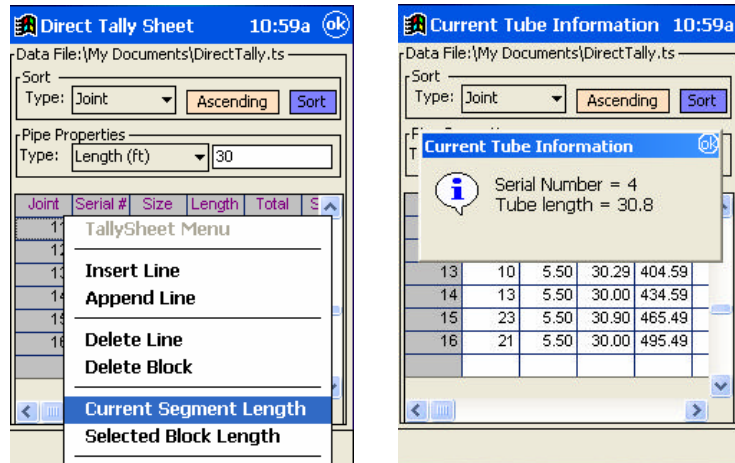 Direct Tally Sheet 10:59a ok
Data File:\My Documents\DirectTally.ts
Sort
Type: Joint Ascending Sort
Pipe Properties
Type: Length (ft) 30
Joint Serial # Size Length Total
TallySheet Menu
Insert Line
Append Line
Delete Line
Delete Block
Current Segment Length
Selected Block Length
Current Tube Information 10:59a
Data File:\My Documents\DirectTally.ts
Sort
Type: Joint Ascending Sort
Current Tube Information ok
Serial Number = 4
Tube length = 30.8
13 10 5.50 30.29 404.59
14 13 5.50 30.00 434.59
15 23 5.50 30.90 465.49
16 21 5.50 30.00 495.49